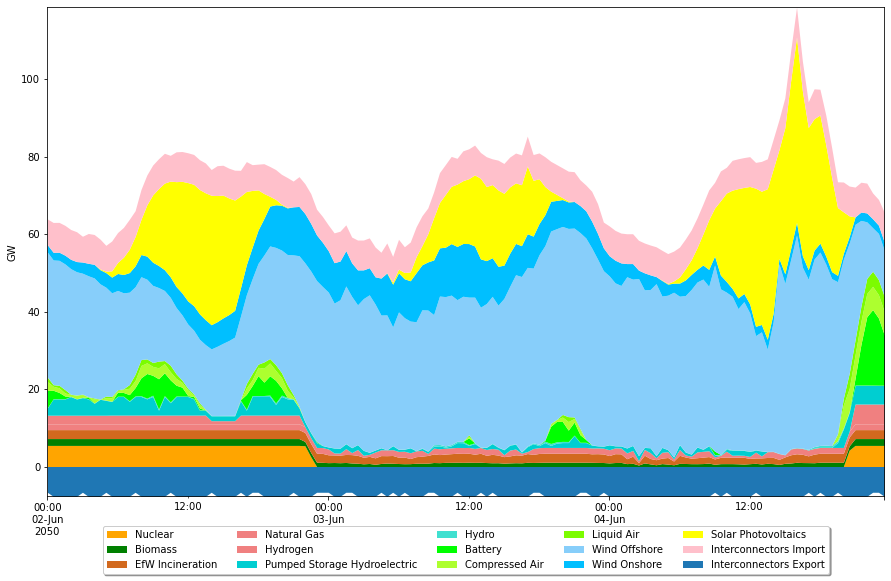 100
80
60
40
20
0
GW
00:00 12:00 00:00 12:00 00:00 12:00
02-Jun 03-Jun 04-Jun
2050
Nuclear Natural Gas Hydro Liquid Air Solar Photovoltaics
Biomass Hydrogen Battery Wind Offshore Interconnectors Import
EfW Incineration Pumped Storage Hydroelectric Compressed Air Wind Onshore Interconnectors Export